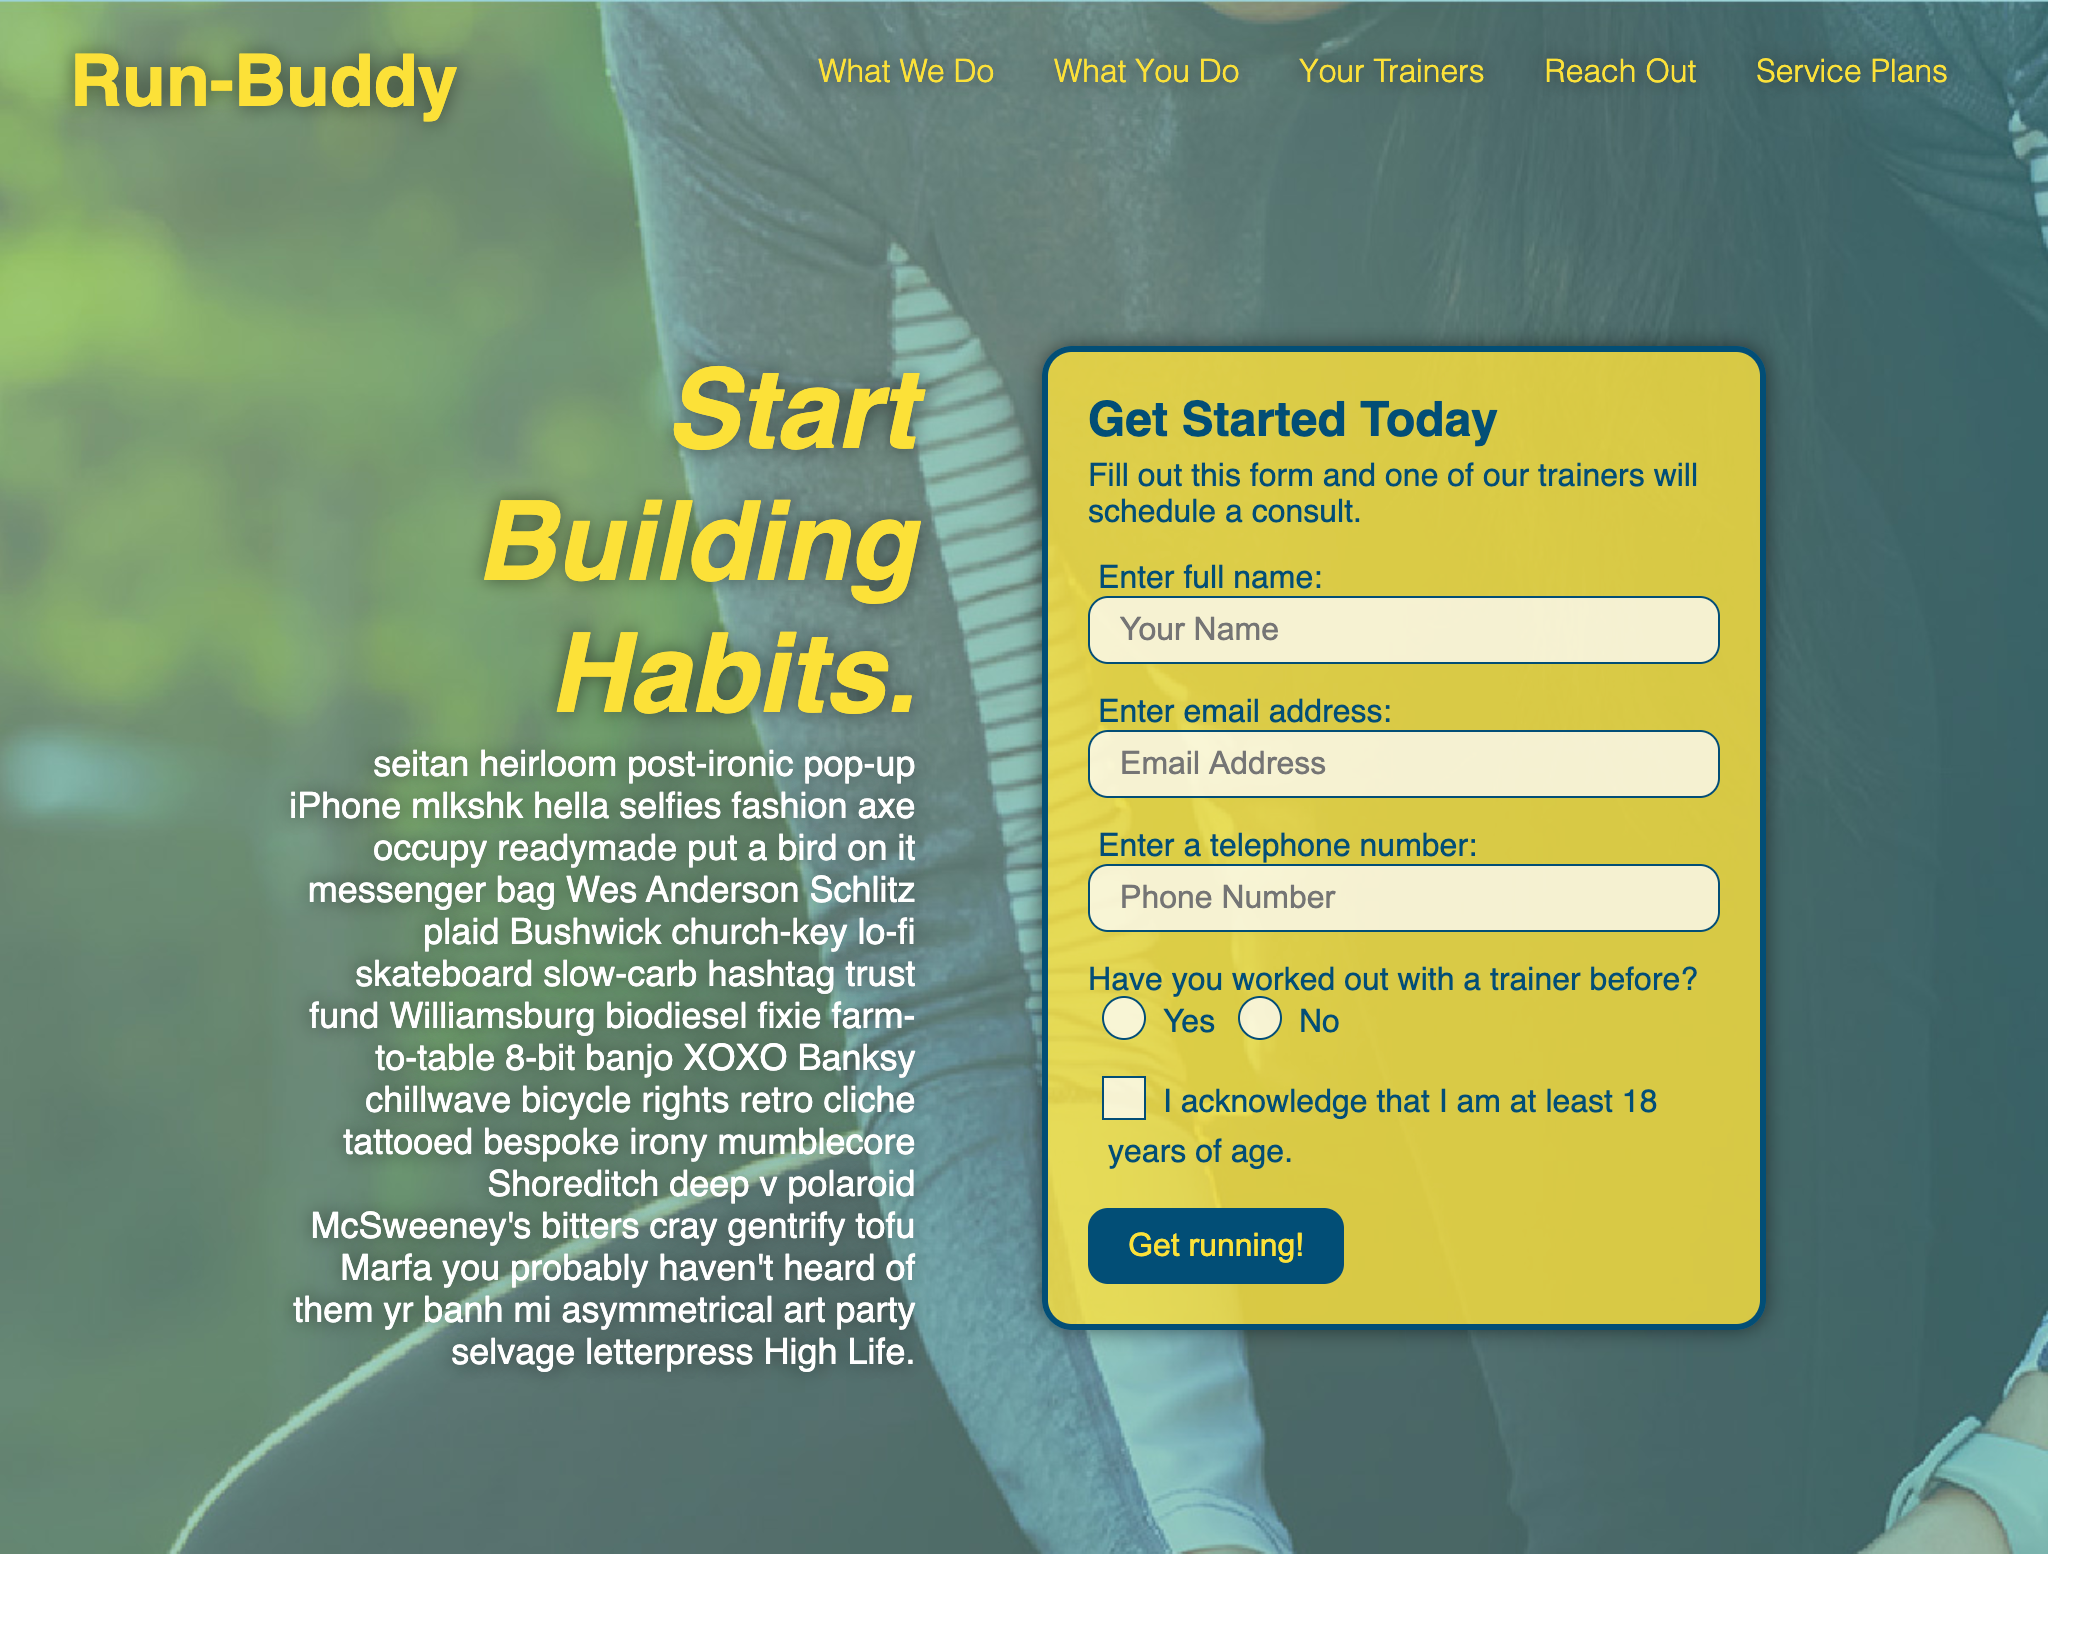 Run-Buddy
What We Do
What You Do
Your Trainers
Reach Out
Service Plans
Start
Building
Habits.
seitan heirloom post-ironic pop-up
iPhone mlkshk hella selfies fashion axe
occupy readymade put a bird on it
messenger bag Wes Anderson Schlitz
plaid Bushwick church-key lo-fi
skateboard slow-carb hashtag trust
fund Williamsburg biodiesel fixie farm-
to-table 8-bit banjo XOXO Banksy
chillwave bicycle rights retro cliche
tattooed bespoke irony mumblecore
Shoreditch deep v polaroid
McSweeney's bitters cray gentrify tofu
Marfa you probably haven't heard of
them yr banh mi asymmetrical art party
selvage letterpress High Life.
Get Started Today
Fill out this form and one of our trainers will
schedule a consult.
Enter full name:
Your Name
Enter email address:
Email Address
Enter a telephone number:
Phone Number
Have you worked out with a trainer before?
Yes No
I acknowledge that I am at least 18
years of age.
Get running!